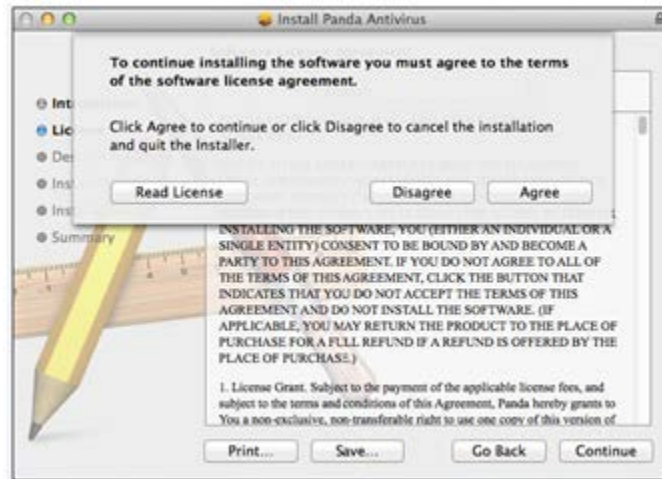 Install Panda Antivirus
To continue installing the software you must agree to the terms
of the software license agreement.
Click Agree to continue or click Disagree to cancel the installation
and quit the Installer.
Read License
Disagree
Agree
Int
Lic
Des
Inst
Inst
Summary
INSTALLING THE SOFTWARE, YOU (EITHER AN INDIVIDUAL OR A
SINGLE ENTITY) CONSENT TO BE BOUND BY AND BECOME A
PARTY TO THIS AGREEMENT. IF YOU DO NOT AGREE TO ALL OF
THE TERMS OF THIS AGREEMENT, CLICK THE BUTTON THAT
INDICATES THAT YOU DO NOT ACCEPT THE TERMS OF THIS
AGREEMENT AND DO NOT INSTALL THE SOFTWARE. (IF
APPLICABLE, YOU MAY RETURN THE PRODUCT TO THE PLACE OF
PURCHASE FOR A FULL REFUND IF A REFUND IS OFFERED BY THE
PLACE OF PURCHASE.)
1. License Grant. Subject to the payment of the applicable license fees, and
subject to the terms and conditions of this Agreement, Panda hereby grants to
You a non-exclusive, non-transferable right to use one copy of this version of
Print...
Save...
Go Back
Continue